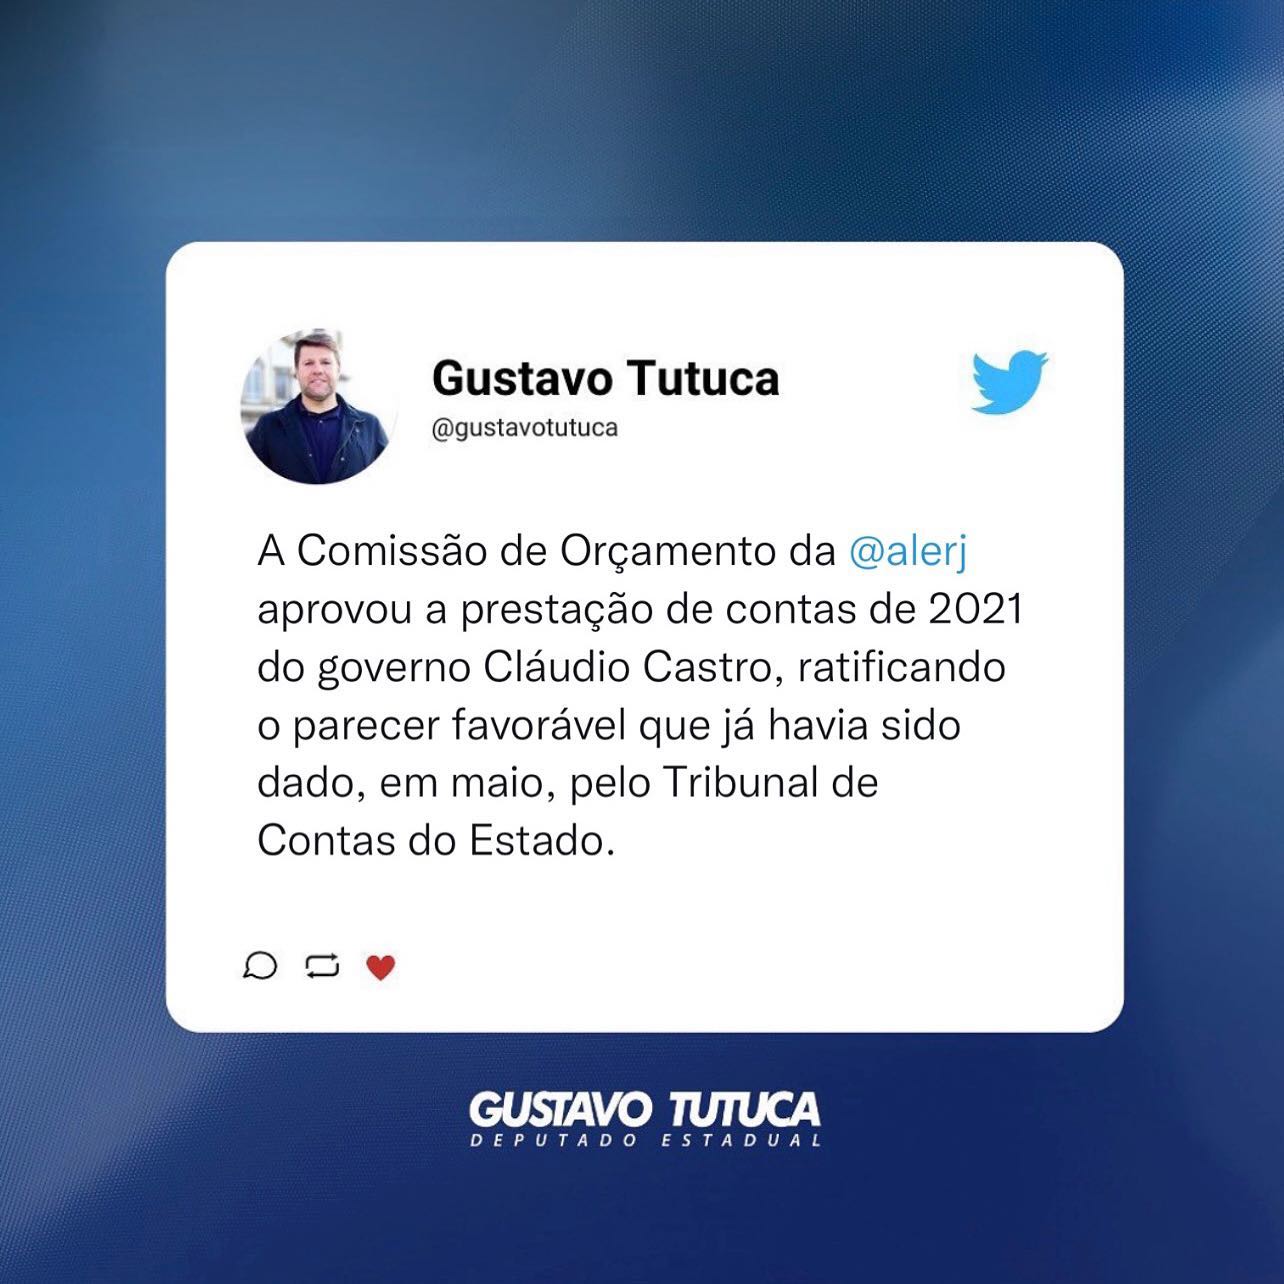 Gustavo Tutuca
@gustavotutuca
A Comissão de Orçamento da @alerj
aprovou a prestação de contas de 2021
do governo Cláudio Castro, ratificando
o parecer favorável que já havia sido
dado, em maio, pelo Tribunal de
Contas do Estado.
GUSTAVO TUTUCA
DEPUTADO ESTADUAL